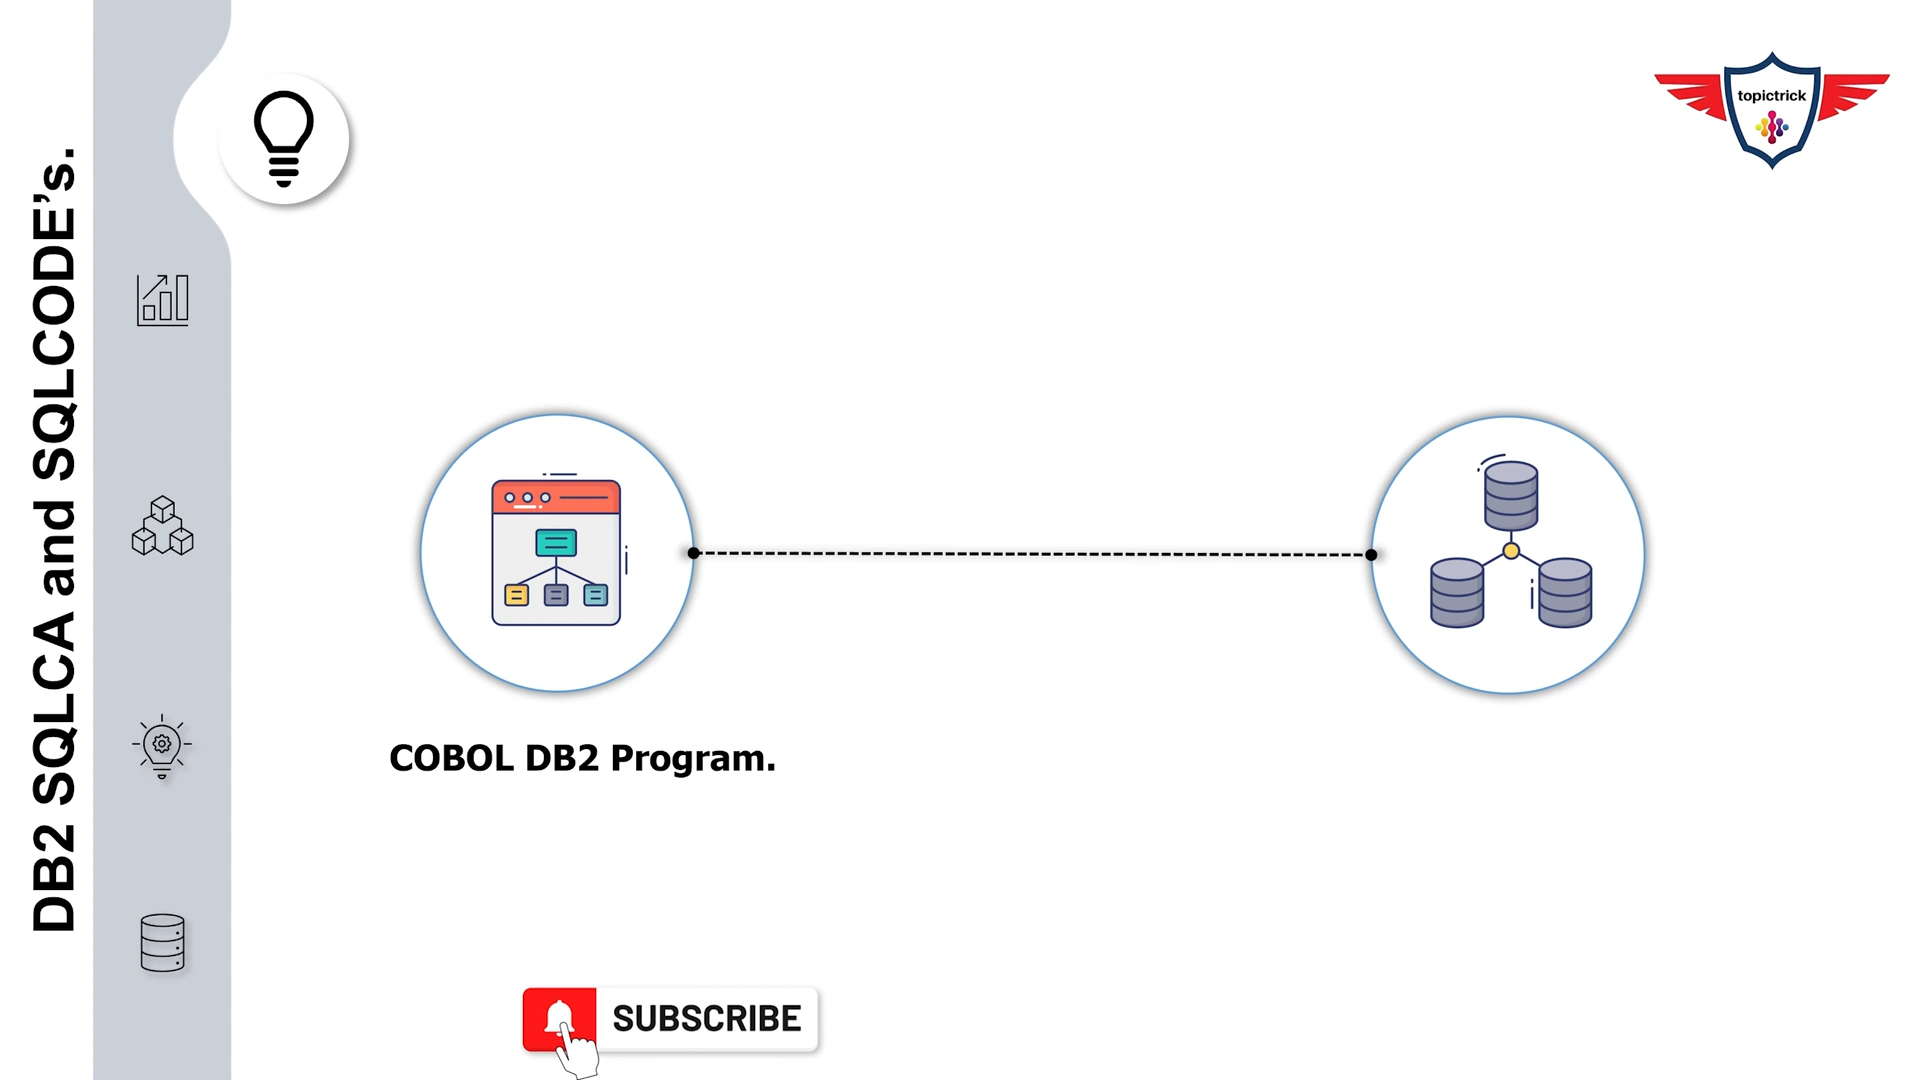 DB2 SQLCA and SQLCODE’s.
topictrick
COBOL DB2 Program.
SUBSCRIBE